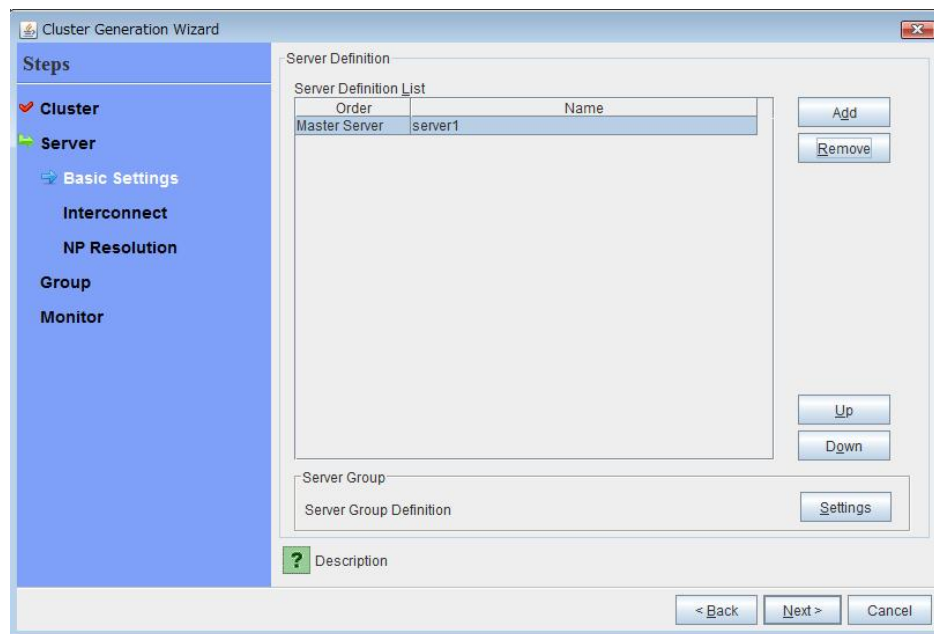 Cluster Generation Wizard
Steps
Cluster
Server
Basic Settings
Interconnect
NP Resolution
Group
Monitor
Server Definition
Server Definition List
Order Name
Master Server server1
Add
Remove
Up
Down
Server Group
Server Group Definition
Settings
? Description
< Back Next > Cancel